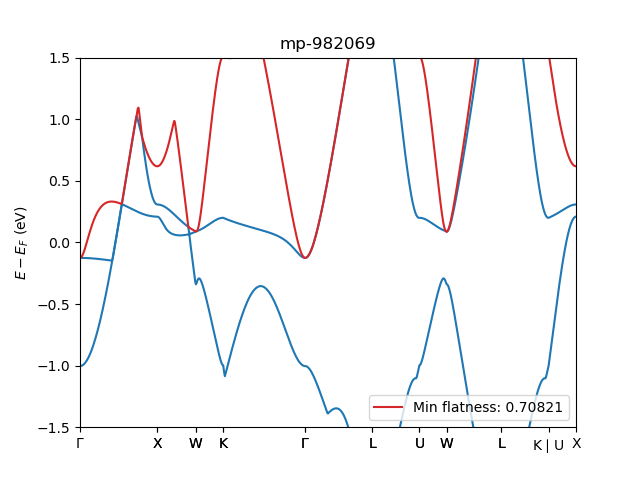 mp-982069
E − E_F (eV)
1.5
1.0
0.5
0.0
−0.5
−1.0
−1.5
Min flatness: 0.70821
Γ X W K Γ L U W L K | U X